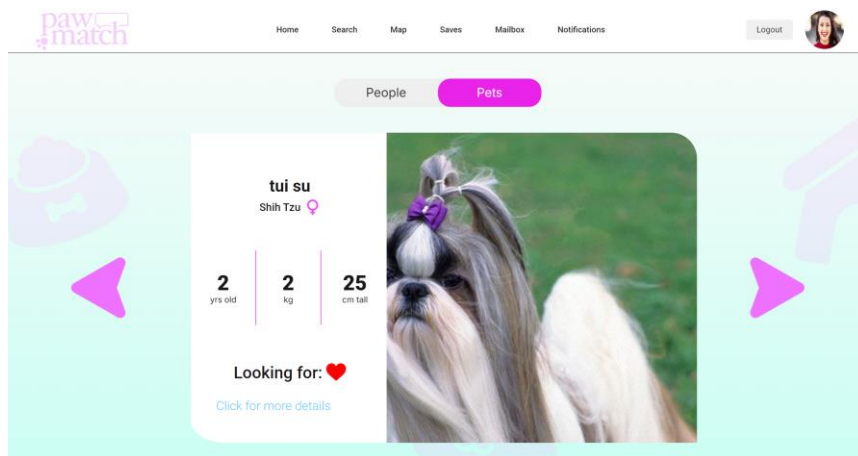 paw
match
Home Search Map Saves Mailbox Notifications Logout
People Pets
tui su
Shih Tzu
2 2 25
yrs old kg cm tall
Looking for:
Click for more details